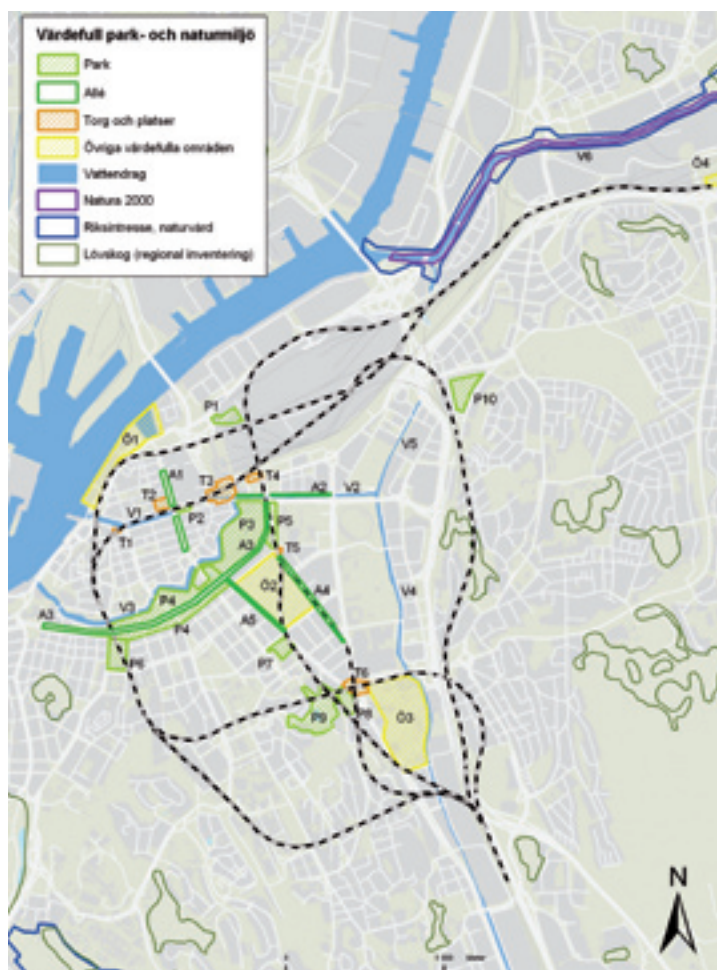 Värdefull park- och naturmiljö
Park
Allé
Torg och platser
Övriga värdefulla områden
Vattendrag
Natura 2000
Riksintresse, naturvård
Lövskog (regional inventering)
V6
Ö4
P1
P10
Ö1
V5
A1
T3
T4
T2
A2
V2
V1
P2
P3
P5
T1
A3
T5
Ö2
A4
V4
P4
V3
A3
P4
A5
P6
P7
T6
P9
P8
Ö3
N